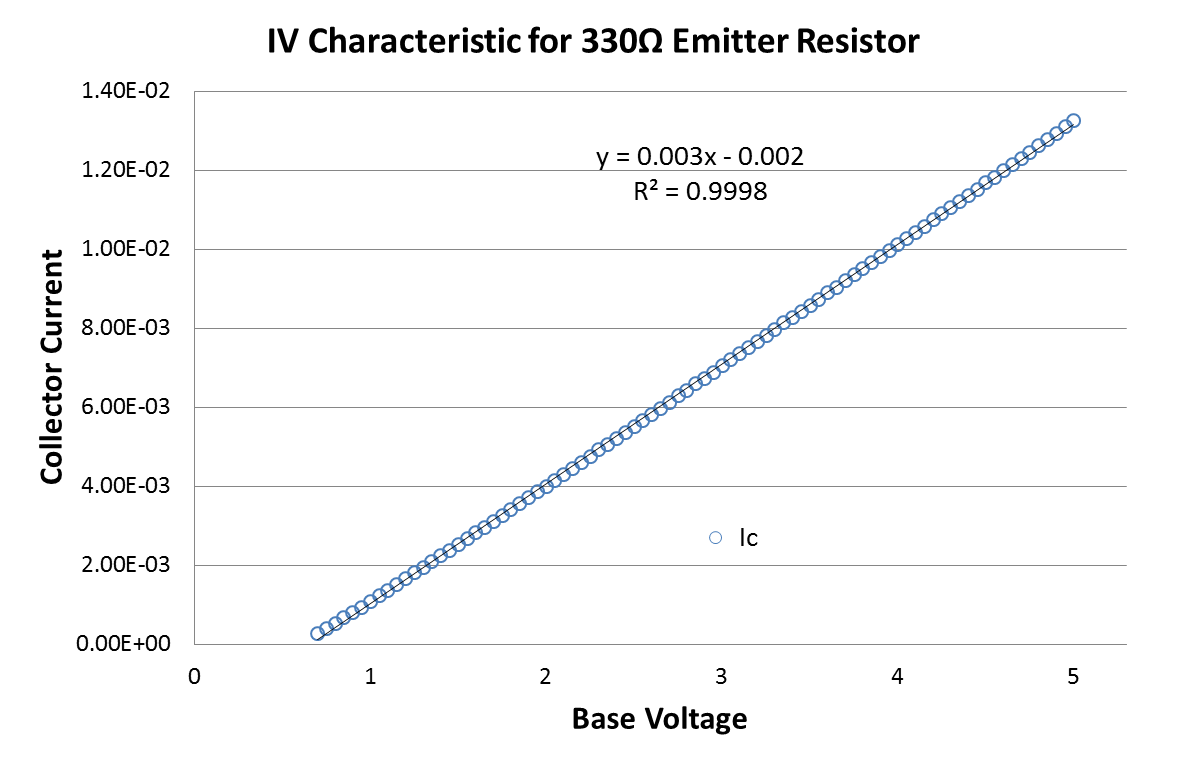 IV Characteristic for 330Ω Emitter Resistor
1.40E-02
1.20E-02
1.00E-02
8.00E-03
6.00E-03
4.00E-03
2.00E-03
0.00E+00
Collector Current
y = 0.003x - 0.002
R² = 0.9998
Ic
0 1 2 3 4 5
Base Voltage